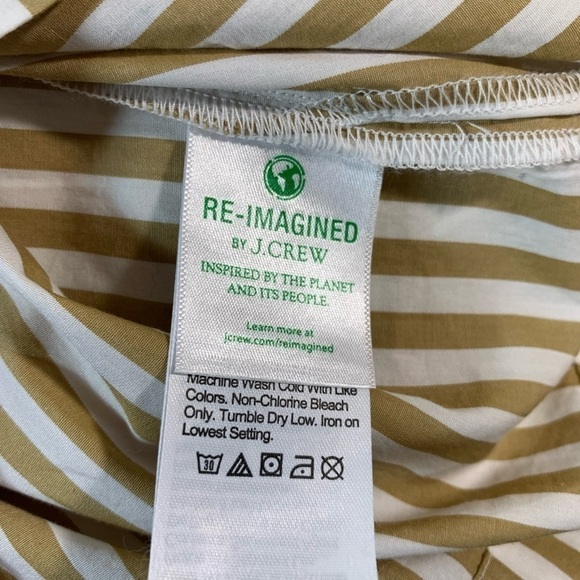 RE-IMAGINED
BY J.CREW
INSPIRED BY THE PLANET
AND ITS PEOPLE.
Learn more at
jcrew.com/reimagined
Machine Wash Cold With Like
Colors. Non-Chlorine Bleach
Only. Tumble Dry Low. Iron on
Lowest Setting.
30